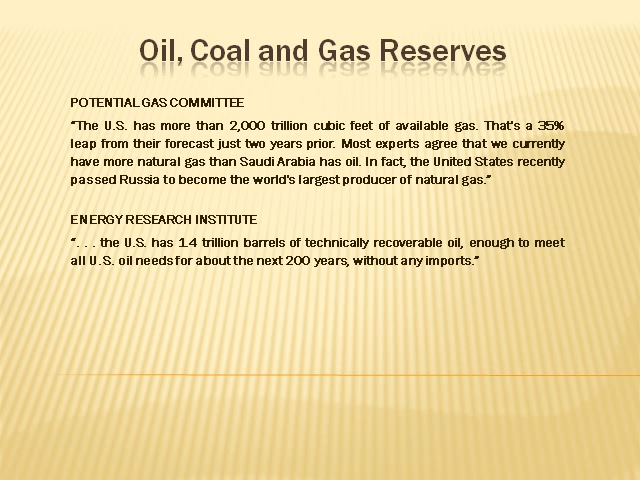 Oil, Coal and Gas Reserves
POTENTIAL GAS COMMITTEE
“The U.S. has more than 2,000 trillion cubic feet of available gas. That's a 35%
leap from their forecast just two years prior. Most experts agree that we currently
have more natural gas than Saudi Arabia has oil. In fact, the United States recently
passed Russia to become the world's largest producer of natural gas.”
ENERGY RESEARCH INSTITUTE
“. . . the U.S. has 1.4 trillion barrels of technically recoverable oil, enough to meet
all U.S. oil needs for about the next 200 years, without any imports.”